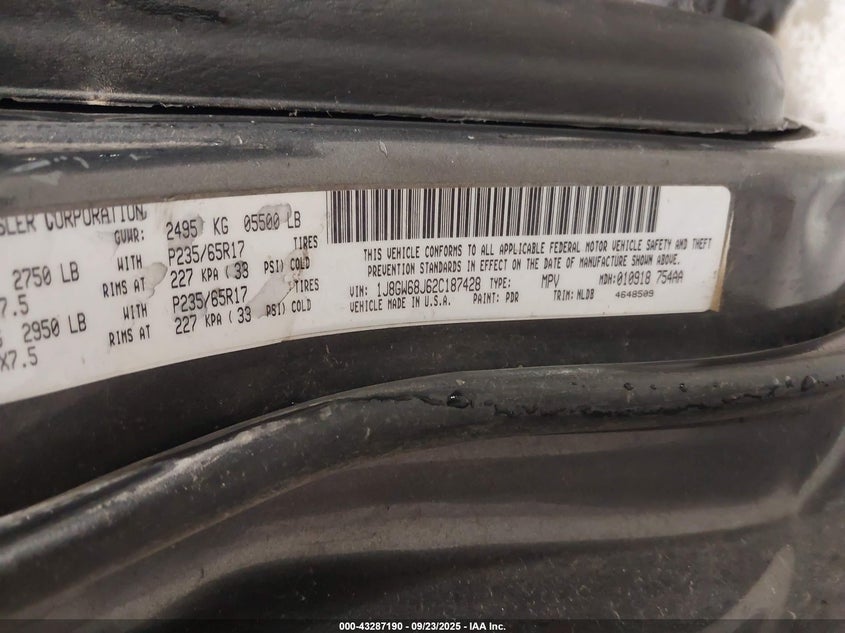 SLER CORPORATION
GVWR: 2495 KG 05500 LB
2750 LB WITH P235/65R17 TIRES
7.5 RIMS AT 227 KPA ( 33 PSI) COLD
2950 LB WITH P235/65R17 TIRES
X7.5 RIMS AT 227 KPA ( 33 PSI) COLD
THIS VEHICLE CONFORMS TO ALL APPLICABLE FEDERAL MOTOR VEHICLE SAFETY AND THEFT
PREVENTION STANDARDS IN EFFECT ON THE DATE OF MANUFACTURE SHOWN ABOVE.
VIN: 1J8GW68J62C187428 TYPE: MPV MDH: 010918 754AA
VEHICLE MADE IN U.S.A. PAINT: PDR TRIM: NLDB 4648509
000-43287190 - 09/23/2025 - IAA Inc.